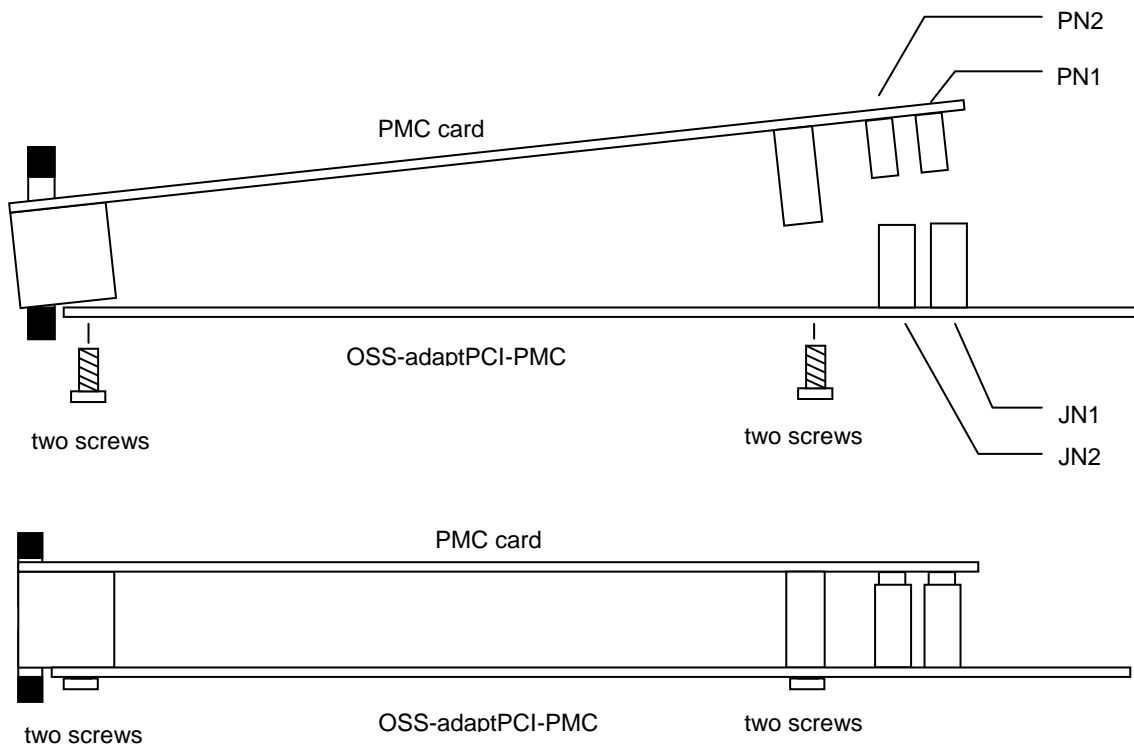 PN2
PN1
PMC card
OSS-adaptPCI-PMC
two screws
two screws
JN1
JN2
PMC card
two screws
OSS-adaptPCI-PMC
two screws